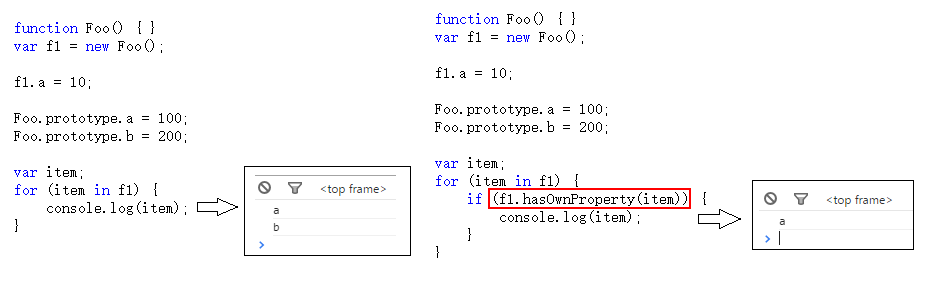 function Foo() { }
var f1 = new Foo();
f1.a = 10;
Foo.prototype.a = 100;
Foo.prototype.b = 200;
var item;
for (item in f1) {
    console.log(item);
}
<top frame>
a
b
>
function Foo() { }
var f1 = new Foo();
f1.a = 10;
Foo.prototype.a = 100;
Foo.prototype.b = 200;
var item;
for (item in f1) {
    if (f1.hasOwnProperty(item)) {
        console.log(item);
    }
}
<top frame>
a
>